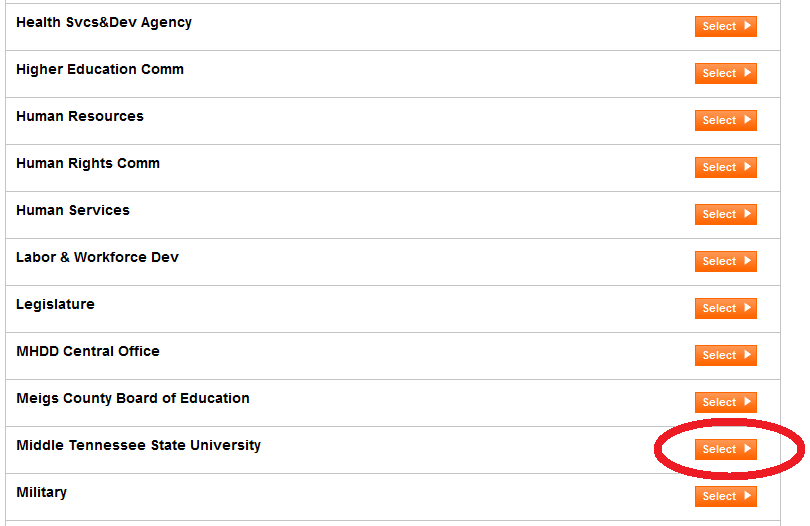 Health Svcs&Dev Agency Select
Higher Education Comm Select
Human Resources Select
Human Rights Comm Select
Human Services Select
Labor & Workforce Dev Select
Legislature Select
MHDD Central Office Select
Meigs County Board of Education Select
Middle Tennessee State University Select
Military Select